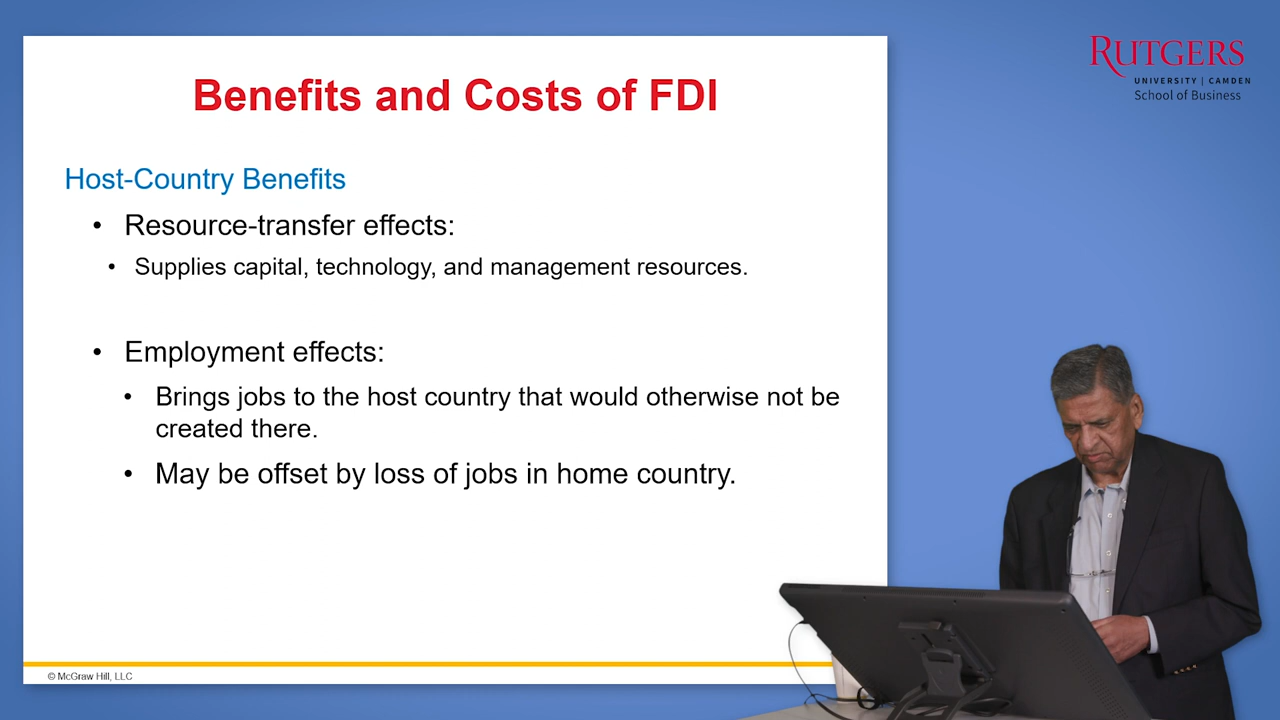 Benefits and Costs of FDI
Host-Country Benefits
• Resource-transfer effects:
• Supplies capital, technology, and management resources.
• Employment effects:
• Brings jobs to the host country that would otherwise not be
created there.
• May be offset by loss of jobs in home country.
© McGraw Hill, LLC
RUTGERS
UNIVERSITY | CAMDEN
School of Business